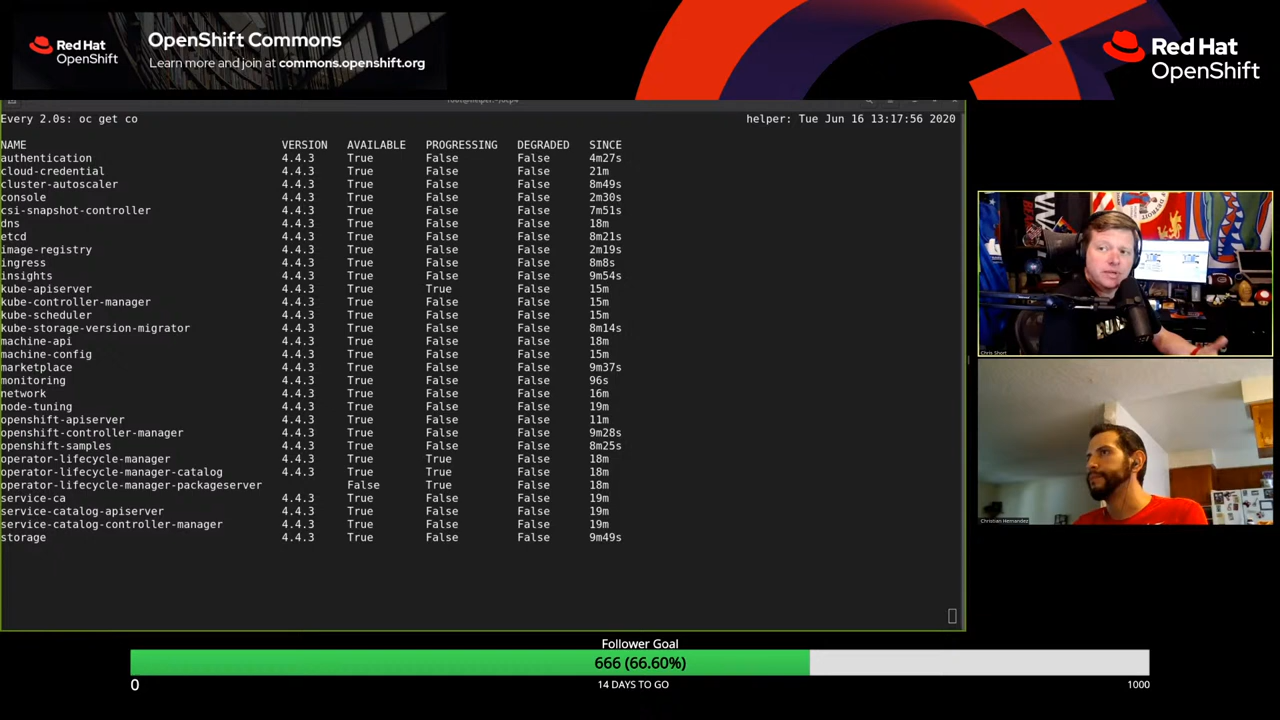 Red Hat
OpenShift
OpenShift Commons
Learn more and join at commons.openshift.org
Red Hat
OpenShift
Every 2.0s: oc get co helper: Tue Jun 16 13:17:56 2020
NAME VERSION AVAILABLE PROGRESSING DEGRADED SINCE
authentication 4.4.3 True False False 4m27s
cloud-credential 4.4.3 True False False 21m
cluster-autoscaler 4.4.3 True False False 8m49s
console 4.4.3 True False False 2m30s
csi-snapshot-controller 4.4.3 True False False 7m51s
dns 4.4.3 True False False 18m
etcd 4.4.3 True False False 8m21s
image-registry 4.4.3 True False False 2m19s
ingress 4.4.3 True False False 8m8s
insights 4.4.3 True False False 9m54s
kube-apiserver 4.4.3 True True False 15m
kube-controller-manager 4.4.3 True False False 15m
kube-scheduler 4.4.3 True False False 15m
kube-storage-version-migrator 4.4.3 True False False 8m14s
machine-api 4.4.3 True False False 18m
machine-config 4.4.3 True False False 15m
marketplace 4.4.3 True False False 9m37s
monitoring 4.4.3 True False False 96s
network 4.4.3 True False False 16m
node-tuning 4.4.3 True False False 19m
openshift-apiserver 4.4.3 True False False 11m
openshift-controller-manager 4.4.3 True False False 9m28s
openshift-samples 4.4.3 True False False 8m25s
operator-lifecycle-manager 4.4.3 True True False 18m
operator-lifecycle-manager-catalog 4.4.3 True True False 18m
operator-lifecycle-manager-packageserver False True False 18m
service-ca 4.4.3 True False False 19m
service-catalog-apiserver 4.4.3 True False False 19m
service-catalog-controller-manager 4.4.3 True False False 19m
storage 4.4.3 True False False 9m49s
Chris Short
Christian Hernandez
Follower Goal
666 (66.60%)
0 14 DAYS TO GO 1000